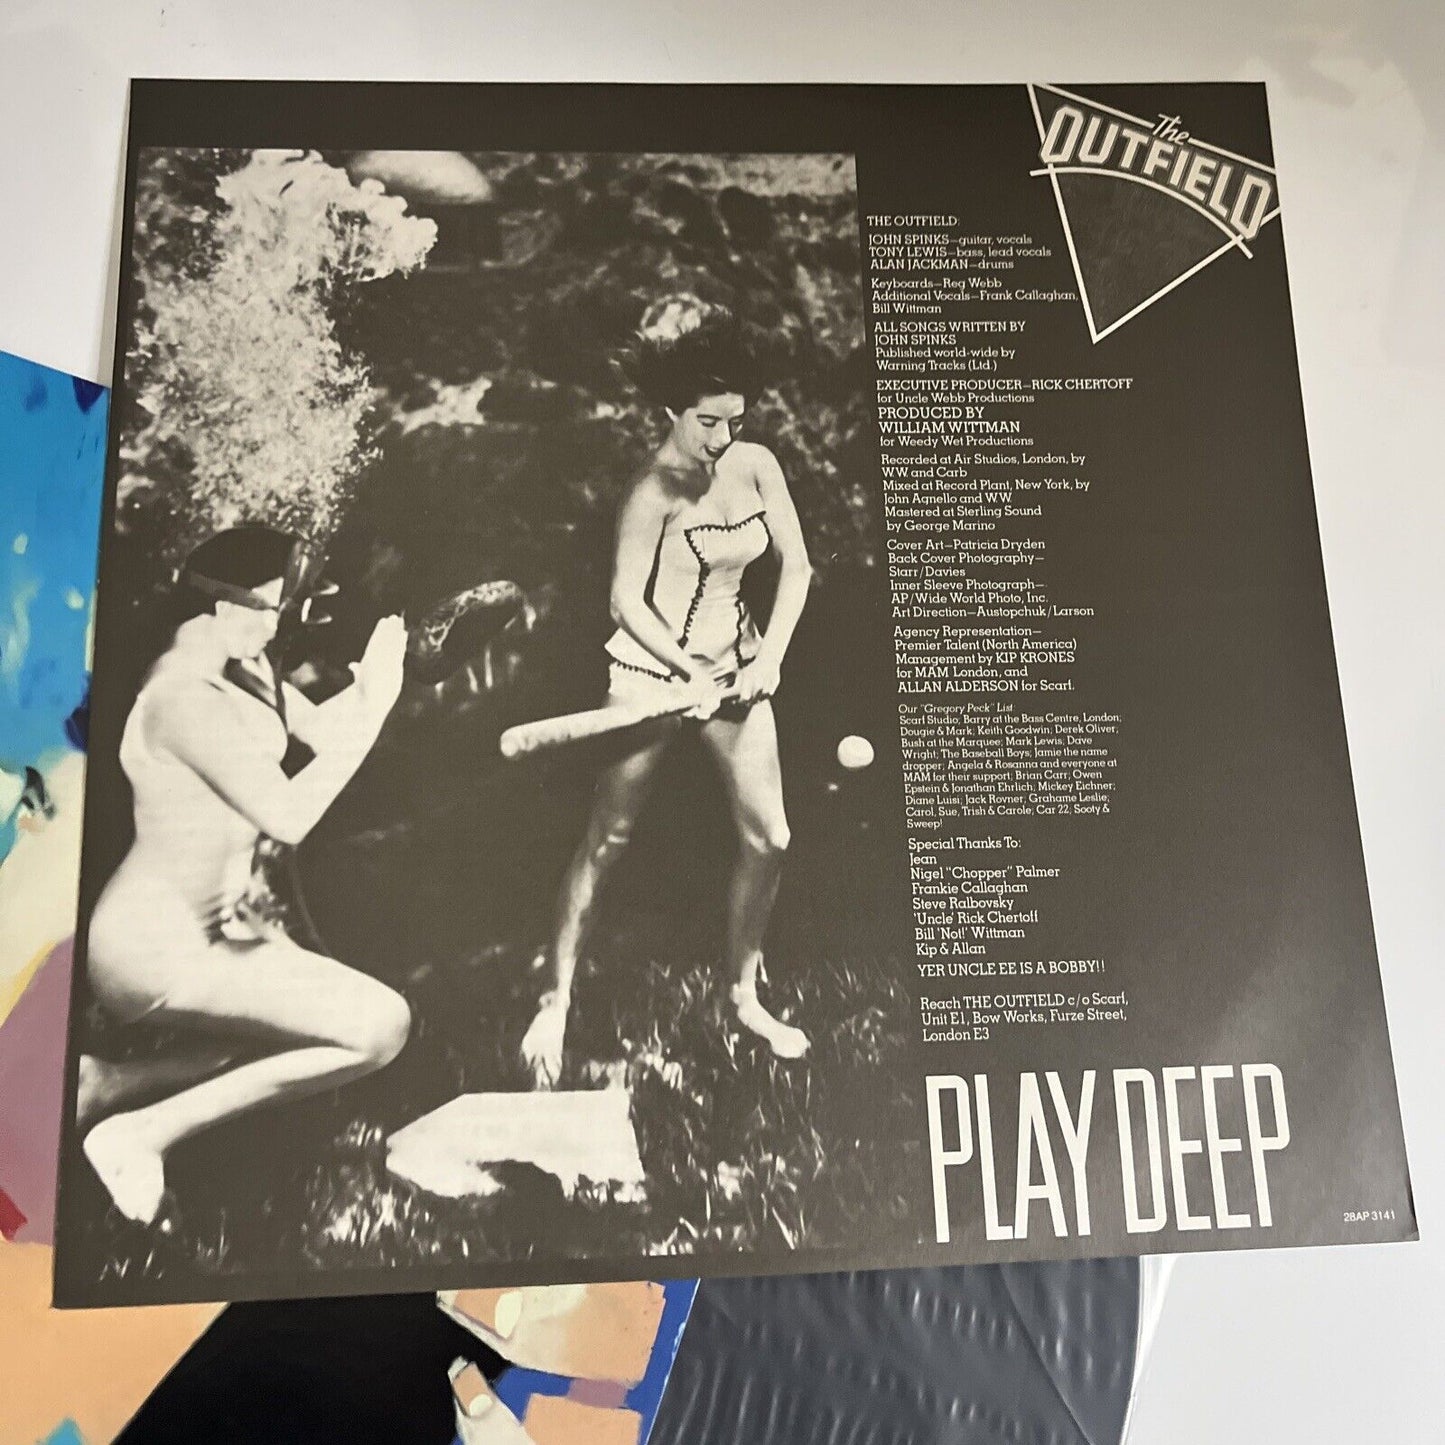 The
OUTFIELD
THE OUTFIELD:
JOHN SPINKS—guitar, vocals
TONY LEWIS—bass, lead vocals
ALAN JACKMAN—drums
Keyboards—Reg Webb
Additional Vocals—Frank Callaghan,
Bill Wittman
ALL SONGS WRITTEN BY
JOHN SPINKS
Published world-wide by
Warning Tracks (Ltd.)
EXECUTIVE PRODUCER—RICK CHERTOFF
for Uncle Webb Productions
PRODUCED BY
WILLIAM WITTMAN
for Weedy Wet Productions
Recorded at Air Studios, London, by
W.W. and Carb
Mixed at Record Plant, New York, by
John Agnello and W.W.
Mastered at Sterling Sound
by George Marino
Cover Art—Patricia Dryden
Back Cover Photography—
Starr/Davies
Inner Sleeve Photograph—
AP/Wide World Photo, Inc.
Art Direction—Austopchuk/Larson
Agency Representation—
Premier Talent (North America)
Management by KIP KRONES
for MAM London, and
ALLAN ALDERSON for Scarf.
Our "Gregory Peck" List:
Scarf Studio; Barry at the Bass Centre, London;
Dougie & Mark; Keith Goodwin; Derek Oliver;
Bush at the Marquee; Mark Lewis; Dave
Wright; The Baseball Boys; Jamie the name
dropper; Angela & Rosanna and everyone at
MAM for their support; Brian Carr; Owen
Epstein & Jonathan Ehrlich; Mickey Eichner;
Diane Luisi; Jack Rovner; Grahame Leslie;
Carol, Sue, Trish & Carole; Car 22; Sooty &
Sweep!
Special Thanks To:
Jean
Nigel "Chopper" Palmer
Frankie Callaghan
Steve Ralbovsky
'Uncle' Rick Chertoff
Bill 'Not!' Wittman
Kip & Allan
YER UNCLE EE IS A BOBBY!!
Reach THE OUTFIELD c/o Scarf,
Unit E1, Bow Works, Furze Street,
London E3
PLAY DEEP
28AP 3141